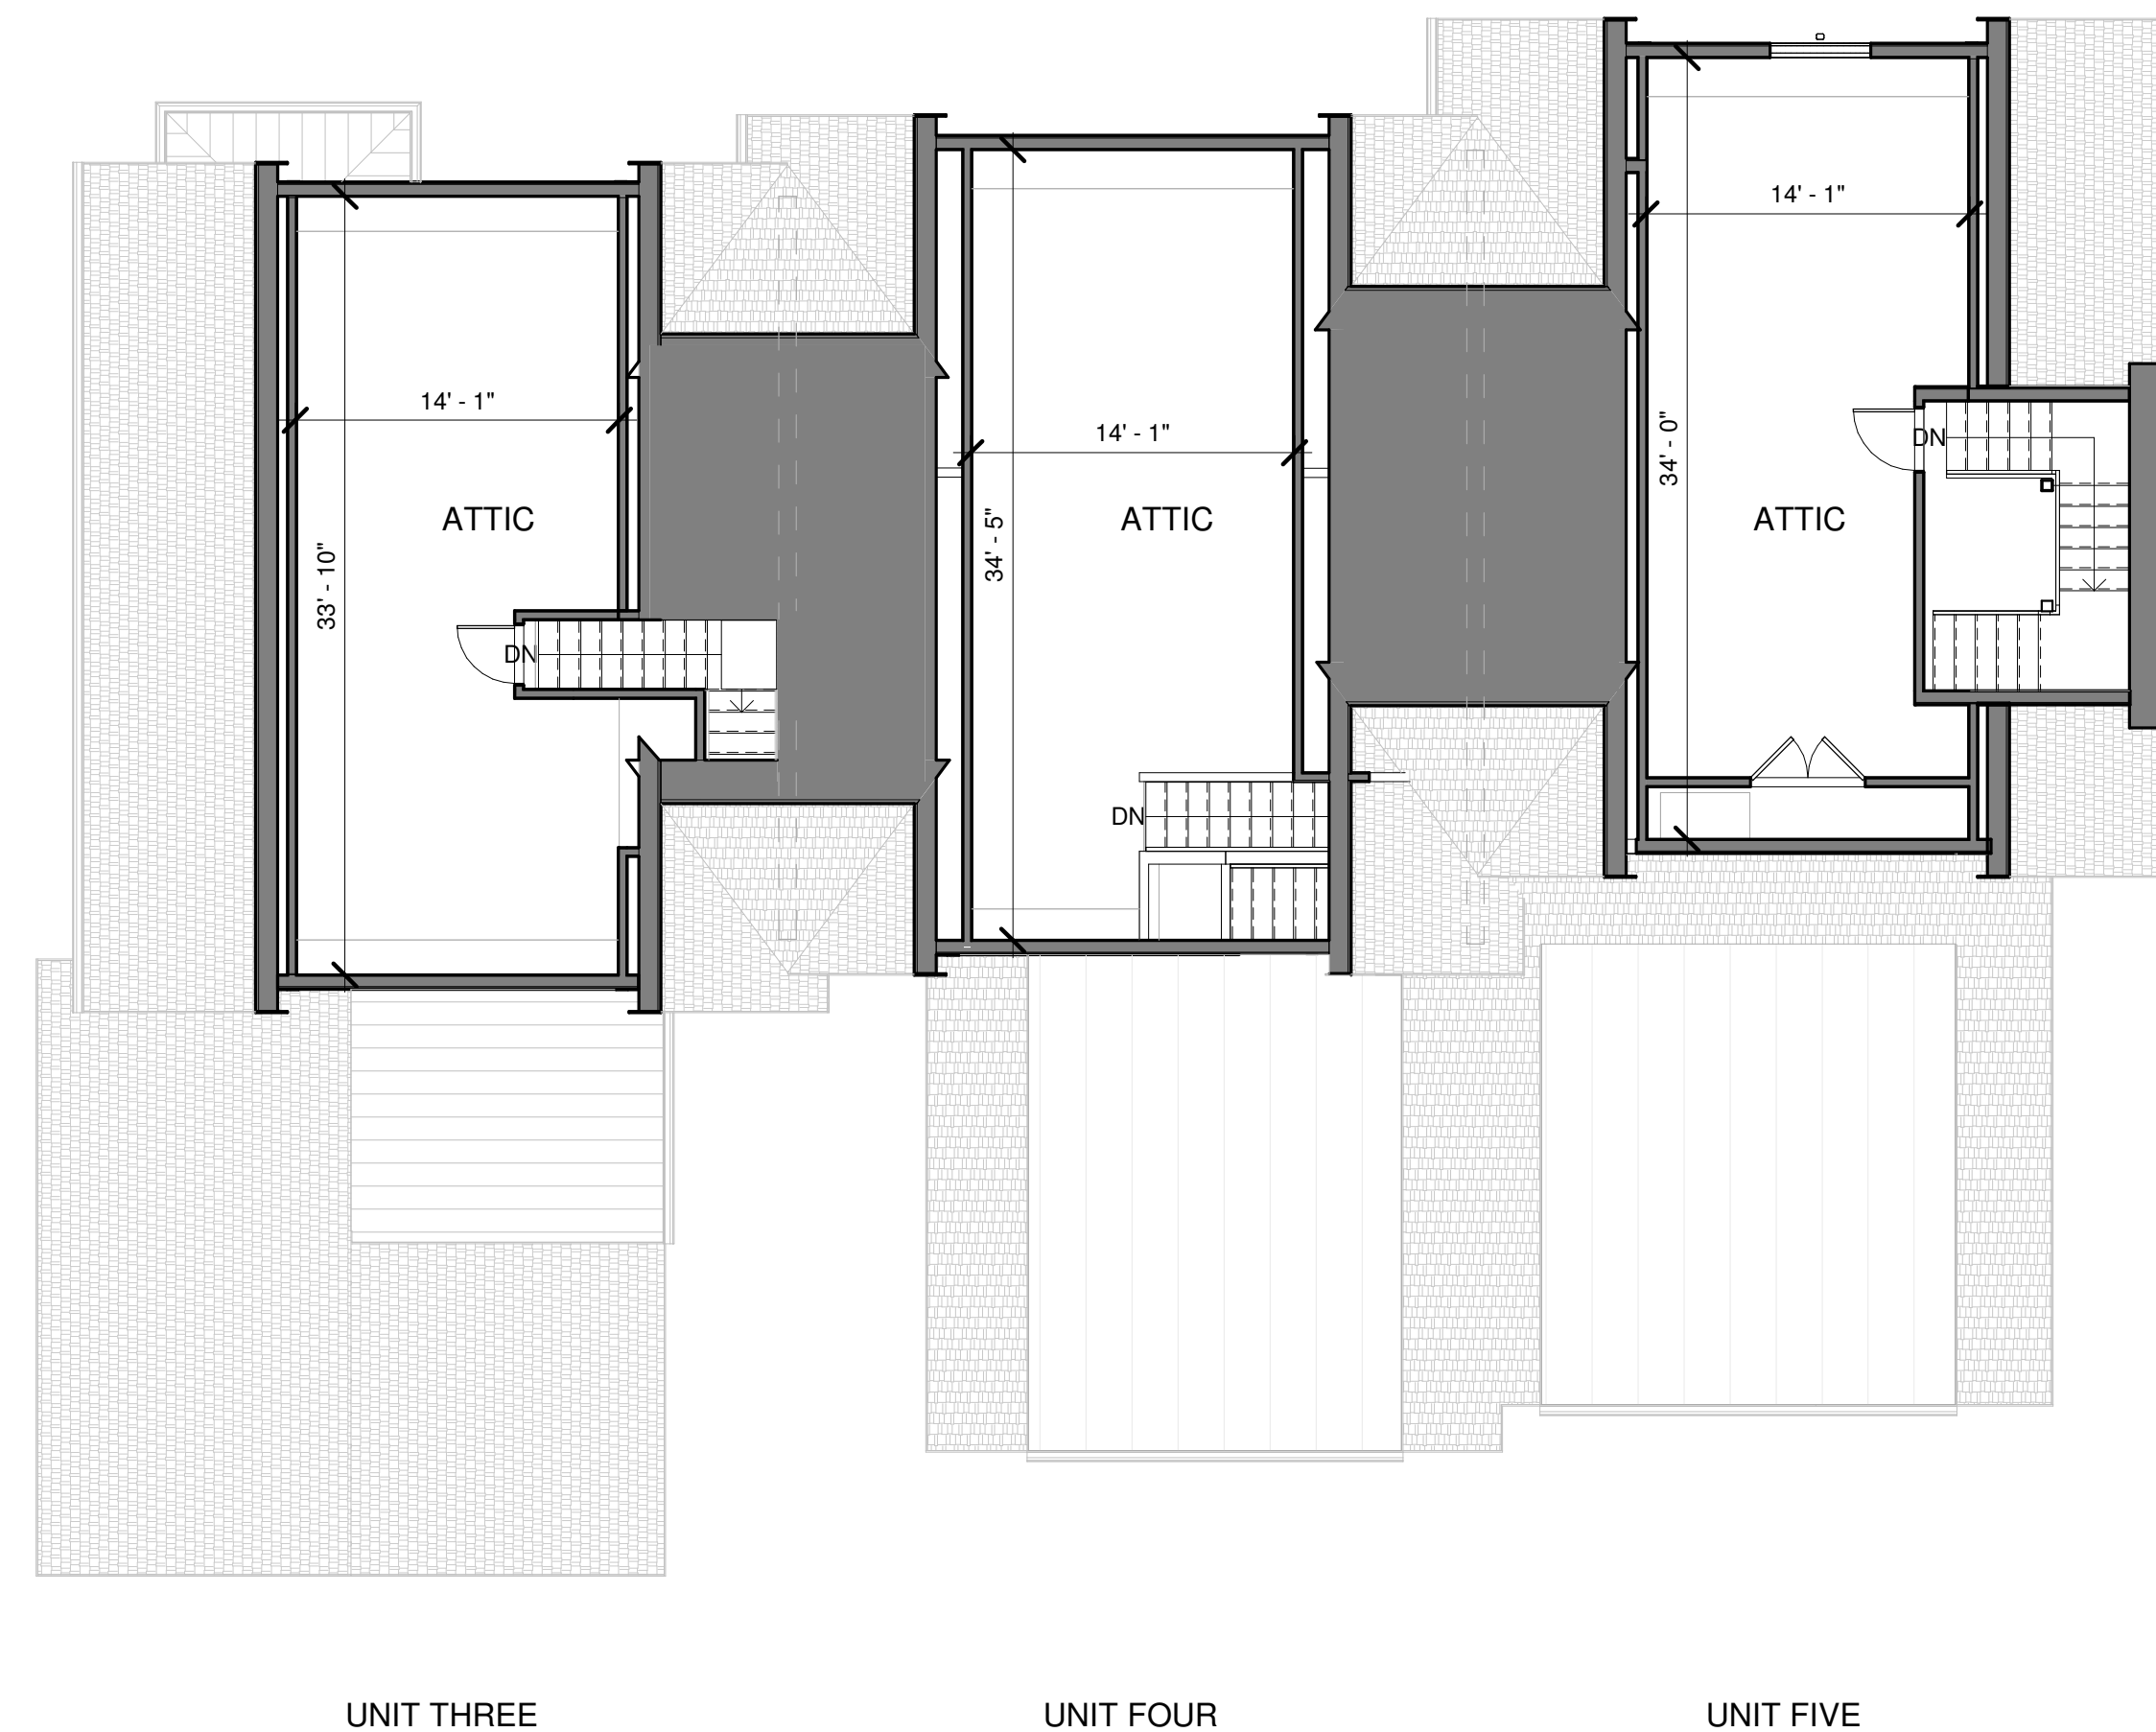 14' - 1"
14' - 1"
14' - 1"
34' - 0"
DN
ATTIC
ATTIC
ATTIC
33' - 10"
34' - 5"
DN
DN
UNIT THREE
UNIT FOUR
UNIT FIVE